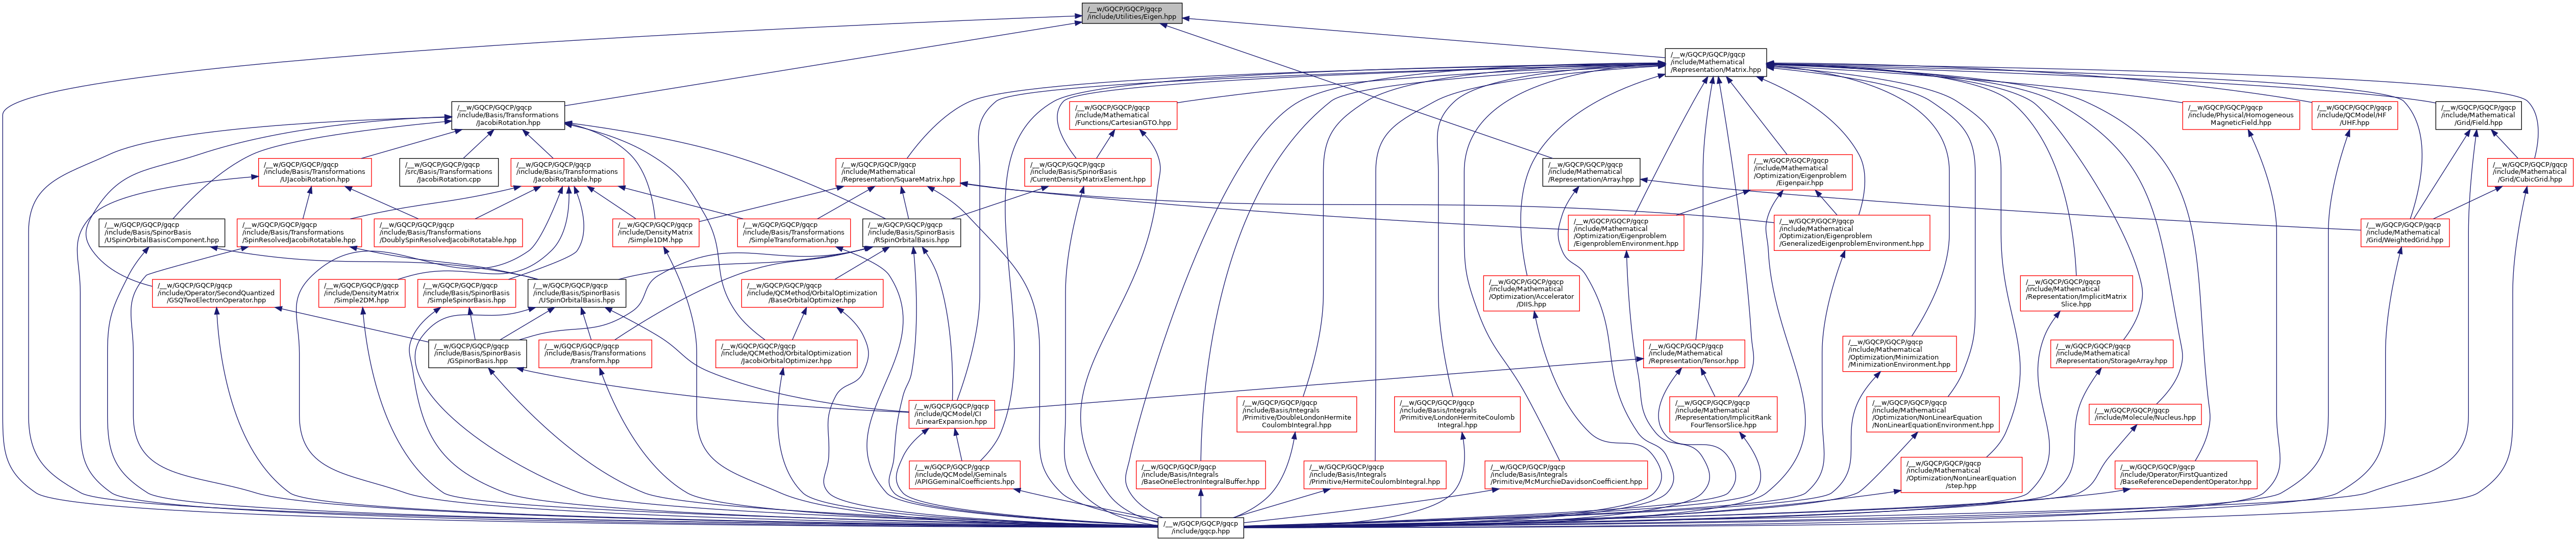 /__w/GQCP/GQCP/gqcp
/include/Utilities/Eigen.hpp
/__w/GQCP/GQCP/gqcp
/include/Mathematical
/Representation/Matrix.hpp
/__w/GQCP/GQCP/gqcp
/include/Basis/Transformations
/JacobiRotation.hpp
/__w/GQCP/GQCP/gqcp
/include/Mathematical
/Functions/CartesianGTO.hpp
/__w/GQCP/GQCP/gqcp
/include/Physical/Homogeneous
MagneticField.hpp
/__w/GQCP/GQCP/gqcp
/include/QCModel/HF
/UHF.hpp
/__w/GQCP/GQCP/gqcp
/include/Mathematical
/Grid/Field.hpp
/__w/GQCP/GQCP/gqcp
/include/Basis/Transformations
/UJacobiRotation.hpp
/__w/GQCP/GQCP/gqcp
/src/Basis/Transformations
/JacobiRotation.cpp
/__w/GQCP/GQCP/gqcp
/include/Basis/Transformations
/JacobiRotatable.hpp
/__w/GQCP/GQCP/gqcp
/include/Mathematical
/Representation/SquareMatrix.hpp
/__w/GQCP/GQCP/gqcp
/include/Basis/SpinorBasis
/CurrentDensityMatrixElement.hpp
/__w/GQCP/GQCP/gqcp
/include/Mathematical
/Representation/Array.hpp
/__w/GQCP/GQCP/gqcp
/include/Mathematical
/Optimization/Eigenproblem
/Eigenpair.hpp
/__w/GQCP/GQCP/gqcp
/include/Mathematical
/Grid/CubicGrid.hpp
/__w/GQCP/GQCP/gqcp
/include/Basis/SpinorBasis
/USpinOrbitalBasisComponent.hpp
/__w/GQCP/GQCP/gqcp
/include/Basis/Transformations
/SpinResolvedJacobiRotatable.hpp
/__w/GQCP/GQCP/gqcp
/include/Basis/Transformations
/DoublySpinResolvedJacobiRotatable.hpp
/__w/GQCP/GQCP/gqcp
/include/DensityMatrix
/Simple1DM.hpp
/__w/GQCP/GQCP/gqcp
/include/Basis/Transformations
/SimpleTransformation.hpp
/__w/GQCP/GQCP/gqcp
/include/Basis/SpinorBasis
/RSpinOrbitalBasis.hpp
/__w/GQCP/GQCP/gqcp
/include/Mathematical
/Optimization/Eigenproblem
/EigenproblemEnvironment.hpp
/__w/GQCP/GQCP/gqcp
/include/Mathematical
/Optimization/Eigenproblem
/GeneralizedEigenproblemEnvironment.hpp
/__w/GQCP/GQCP/gqcp
/include/Mathematical
/Grid/WeightedGrid.hpp
/__w/GQCP/GQCP/gqcp
/include/Operator/SecondQuantized
/GSQTwoElectronOperator.hpp
/__w/GQCP/GQCP/gqcp
/include/DensityMatrix
/Simple2DM.hpp
/__w/GQCP/GQCP/gqcp
/include/Basis/SpinorBasis
/SimpleSpinorBasis.hpp
/__w/GQCP/GQCP/gqcp
/include/Basis/SpinorBasis
/USpinOrbitalBasis.hpp
/__w/GQCP/GQCP/gqcp
/include/QCMethod/OrbitalOptimization
/BaseOrbitalOptimizer.hpp
/__w/GQCP/GQCP/gqcp
/include/Mathematical
/Optimization/Accelerator
/DIIS.hpp
/__w/GQCP/GQCP/gqcp
/include/Mathematical
/Representation/ImplicitMatrix
Slice.hpp
/__w/GQCP/GQCP/gqcp
/include/Basis/SpinorBasis
/GSpinorBasis.hpp
/__w/GQCP/GQCP/gqcp
/include/Basis/Transformations
/transform.hpp
/__w/GQCP/GQCP/gqcp
/include/QCMethod/OrbitalOptimization
/JacobiOrbitalOptimizer.hpp
/__w/GQCP/GQCP/gqcp
/include/Mathematical
/Representation/Tensor.hpp
/__w/GQCP/GQCP/gqcp
/include/Mathematical
/Optimization/Minimization
/MinimizationEnvironment.hpp
/__w/GQCP/GQCP/gqcp
/include/Mathematical
/Representation/StorageArray.hpp
/__w/GQCP/GQCP/gqcp
/include/QCModel/CI
/LinearExpansion.hpp
/__w/GQCP/GQCP/gqcp
/include/Basis/Integrals
/Primitive/DoubleLondonHermite
CoulombIntegral.hpp
/__w/GQCP/GQCP/gqcp
/include/Basis/Integrals
/Primitive/LondonHermiteCoulomb
Integral.hpp
/__w/GQCP/GQCP/gqcp
/include/Mathematical
/Representation/ImplicitRank
FourTensorSlice.hpp
/__w/GQCP/GQCP/gqcp
/include/Mathematical
/Optimization/NonLinearEquation
/NonLinearEquationEnvironment.hpp
/__w/GQCP/GQCP/gqcp
/include/Molecule/Nucleus.hpp
/__w/GQCP/GQCP/gqcp
/include/QCModel/Geminals
/APIGGeminalCoefficients.hpp
/__w/GQCP/GQCP/gqcp
/include/Basis/Integrals
/BaseOneElectronIntegralBuffer.hpp
/__w/GQCP/GQCP/gqcp
/include/Basis/Integrals
/Primitive/HermiteCoulombIntegral.hpp
/__w/GQCP/GQCP/gqcp
/include/Basis/Integrals
/Primitive/McMurchieDavidsonCoefficient.hpp
/__w/GQCP/GQCP/gqcp
/include/Mathematical
/Optimization/NonLinearEquation
/step.hpp
/__w/GQCP/GQCP/gqcp
/include/Operator/FirstQuantized
/BaseReferenceDependentOperator.hpp
/__w/GQCP/GQCP/gqcp
/include/gqcp.hpp